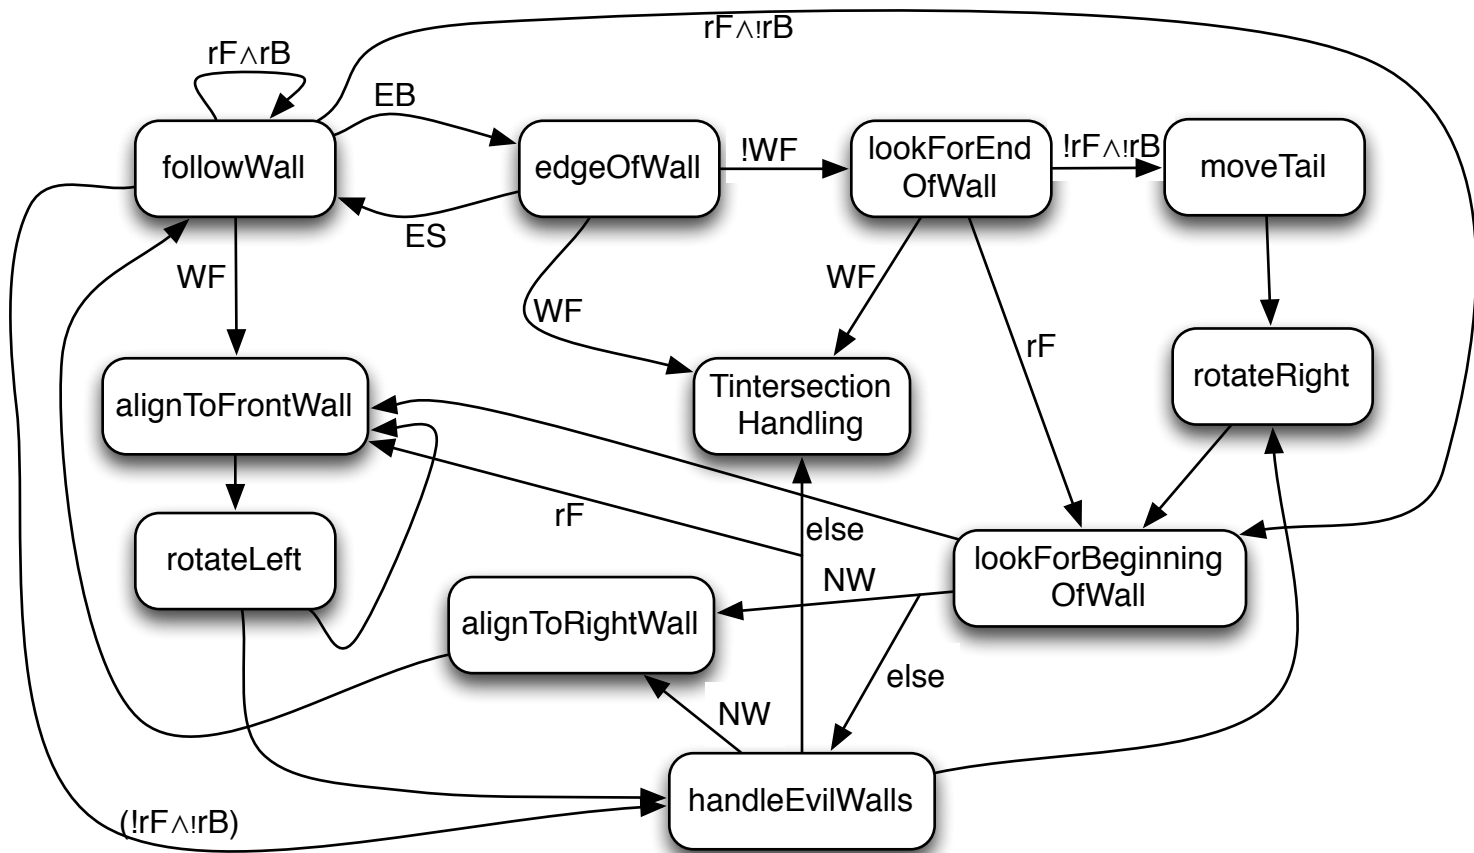 rF∧!rB
rF∧rB
EB
followWall
edgeOfWall
!WF
lookForEnd
OfWall
!rF∧!rB
moveTail
ES
WF
WF
WF
rF
alignToFrontWall
Tintersection
Handling
rotateRight
rF
else
rotateLeft
lookForBeginning
OfWall
NW
alignToRightWall
else
NW
handleEvilWalls
(!rF∧!rB)